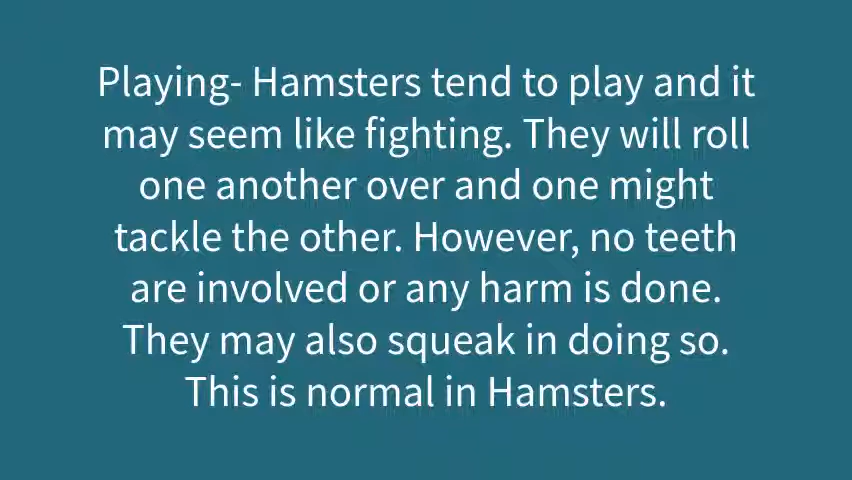 Playing- Hamsters tend to play and it
may seem like fighting. They will roll
one another over and one might
tackle the other. However, no teeth
are involved or any harm is done.
They may also squeak in doing so.
This is normal in Hamsters.